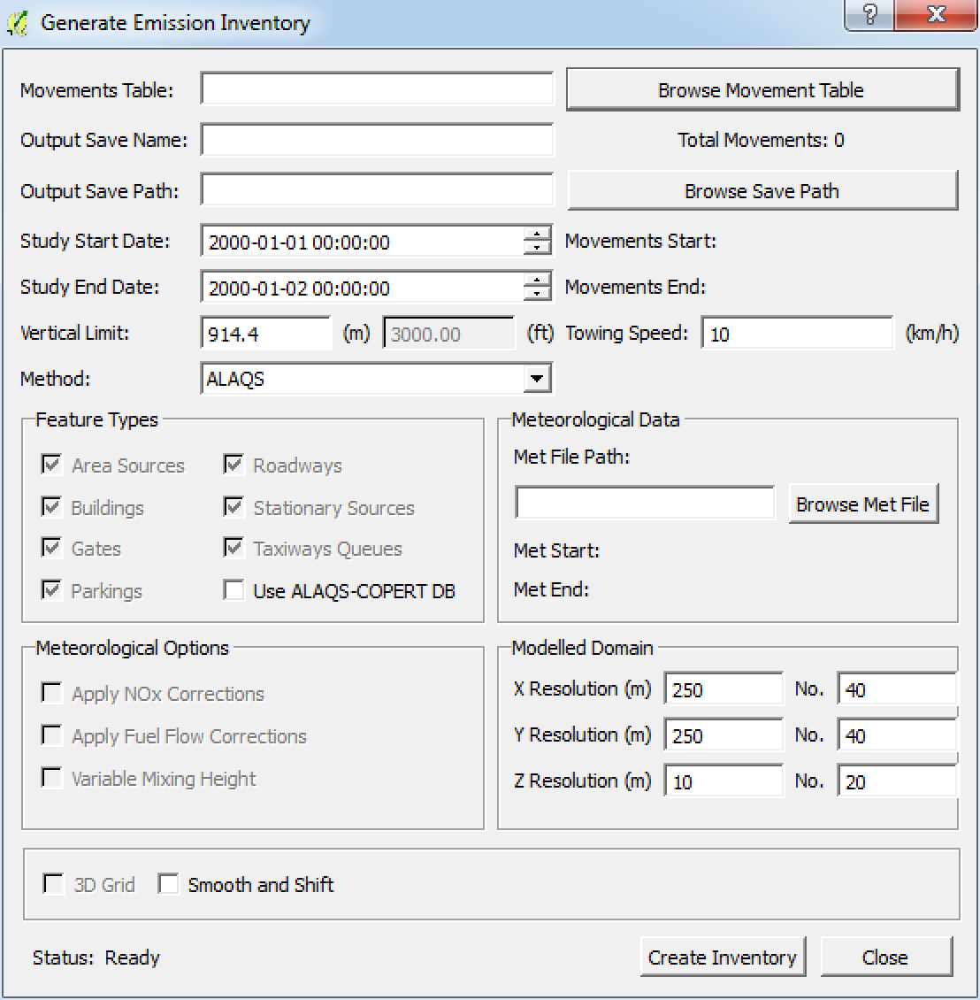 Generate Emission Inventory
?
Movements Table: Browse Movement Table
Output Save Name: Total Movements: 0
Output Save Path: Browse Save Path
Study Start Date: 2000-01-01 00:00:00 Movements Start:
Study End Date: 2000-01-02 00:00:00 Movements End:
Vertical Limit: 914.4 (m) 3000.00 (ft) Towing Speed: 10 (km/h)
Method: ALAQS
Feature Types
Area Sources Roadways
Buildings Stationary Sources
Gates Taxiways Queues
Parkings Use ALAQS-COPERT DB
Meteorological Data
Met File Path:
Browse Met File
Met Start:
Met End:
Meteorological Options
Apply NOx Corrections
Apply Fuel Flow Corrections
Variable Mixing Height
Modelled Domain
X Resolution (m) 250 No. 40
Y Resolution (m) 250 No. 40
Z Resolution (m) 10 No. 20
3D Grid Smooth and Shift
Status: Ready Create Inventory Close